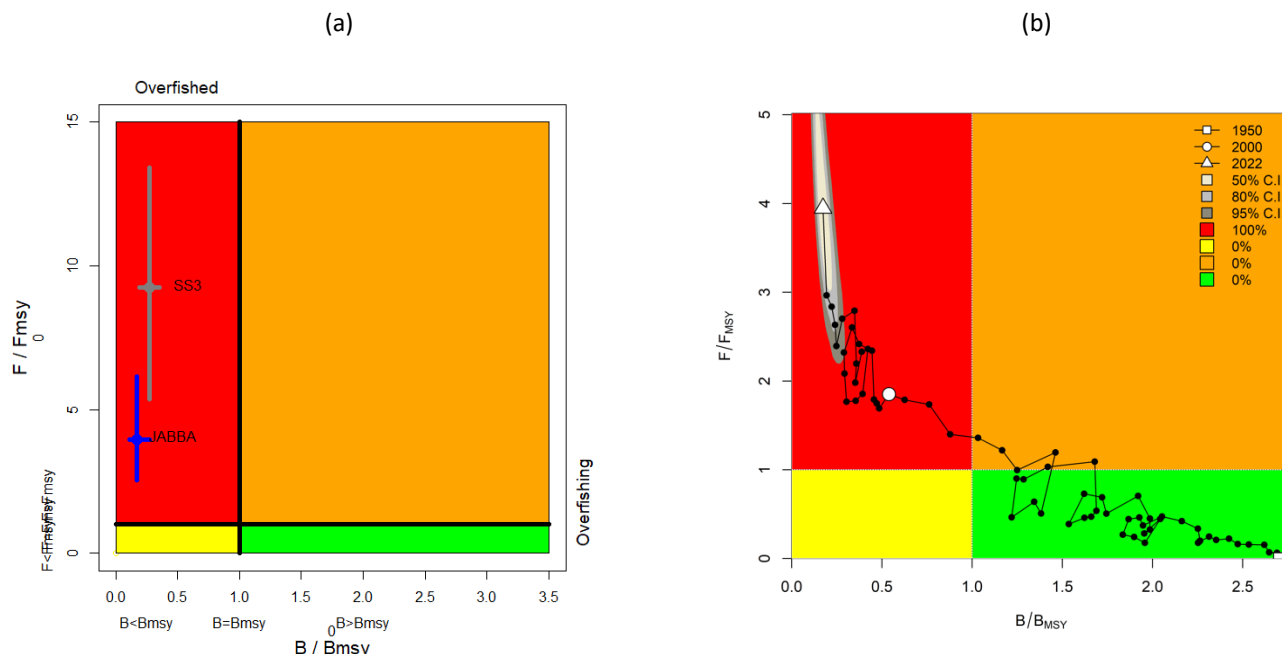 (a)
Overfished
15
10
5
0
F / Fmsy
0
SS3
JABBA
Overfishing
0.0 0.5 1.0 1.5 2.0 2.5 3.0 3.5
B<Bmsy B=Bmsy 0 B>Bmsy
B / Bmsy
(b)
5
4
3
2
1
0
F/FMSY
1950
2000
2022
50% C.I
80% C.I
95% C.I
100%
0%
0%
0%
0.0 0.5 1.0 1.5 2.0 2.5
B/BMSY